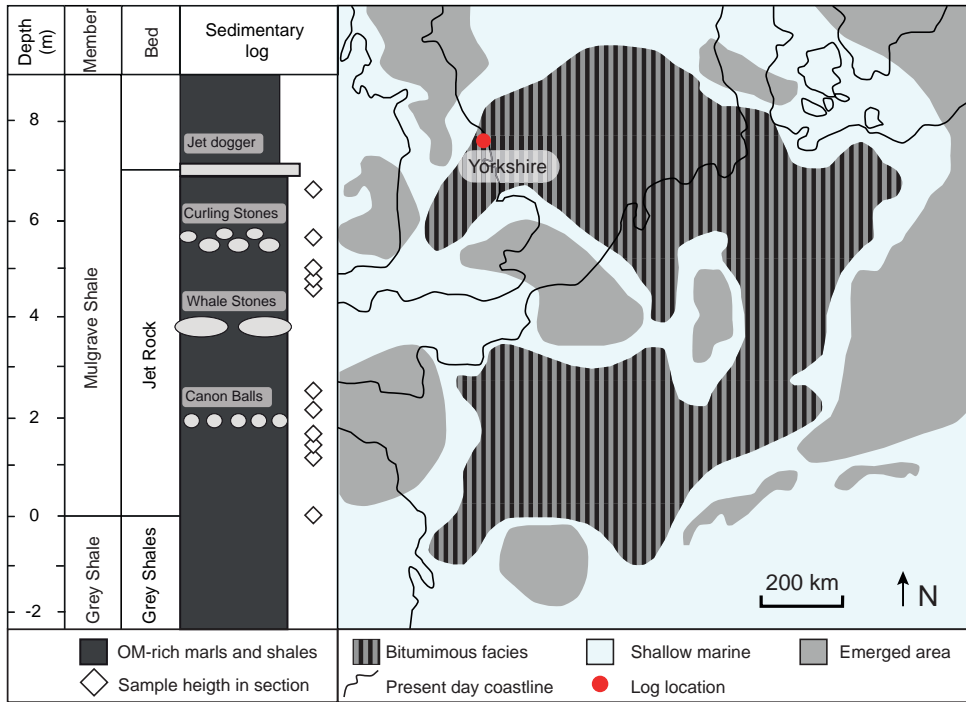 Depth (m)
Member
Bed
Sedimentary
log
8
6
4
2
0
-2
Mulgrave Shale
Grey Shale
Jet Rock
Grey Shales
Jet dogger
Curling Stones
Whale Stones
Canon Balls
Yorkshire
200 km
N
OM-rich marls and shales
Sample heigth in section
Bitumimous facies
Shallow marine
Emerged area
Present day coastline
Log location